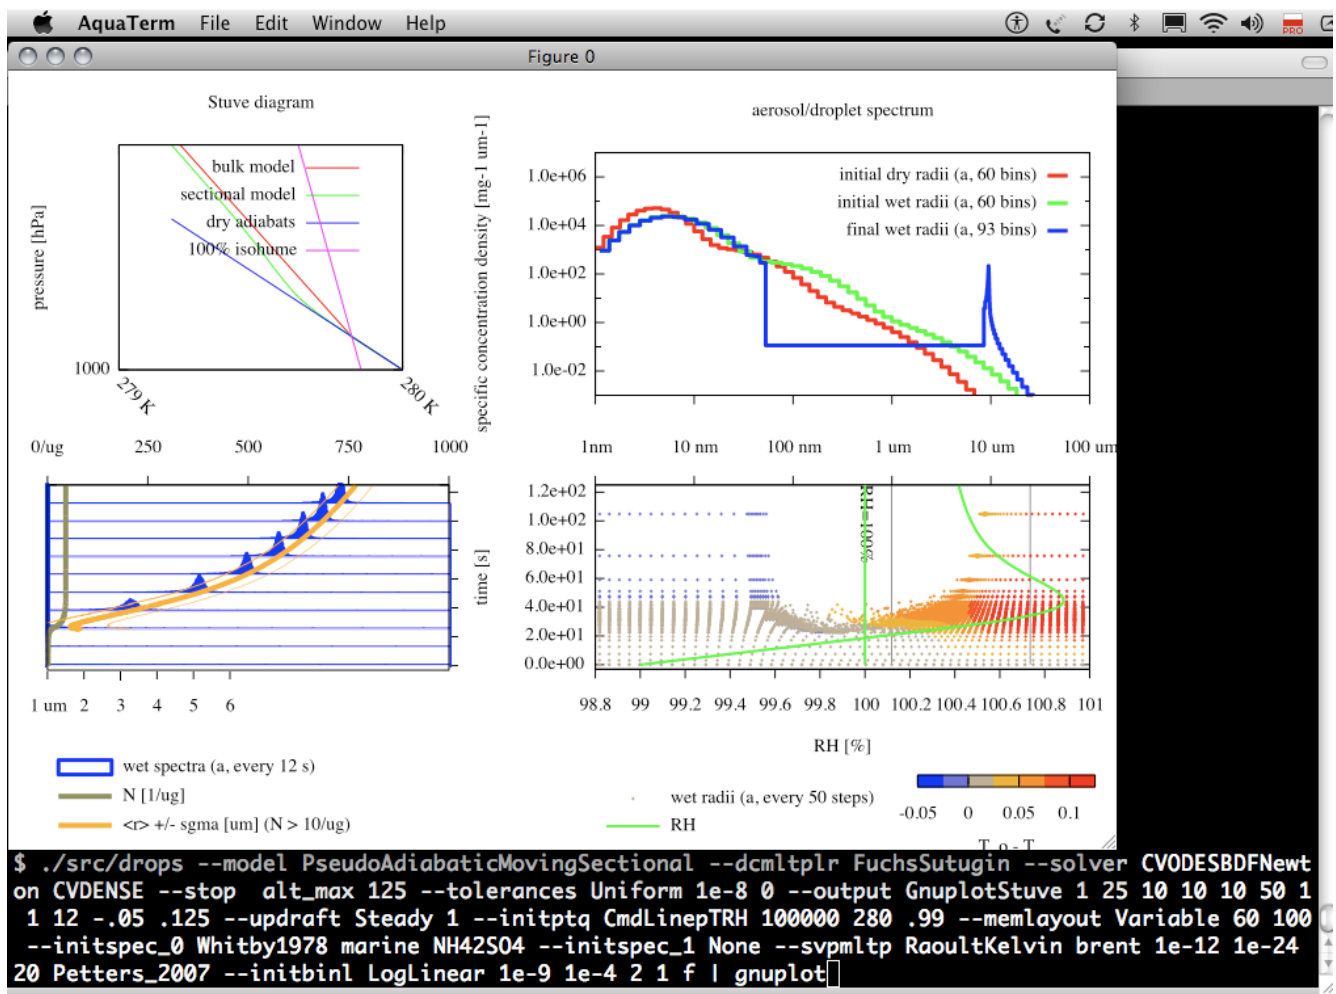 AquaTerm File Edit Window Help
PRO
Figure 0
Stuve diagram
bulk model
sectional model
dry adiabats
100% isohume
pressure [hPa]
1000
279 K
280 K
aerosol/droplet spectrum
specific concentration density [mg-1 um-1]
1.0e+06
1.0e+04
1.0e+02
1.0e+00
1.0e-02
initial dry radii (a, 60 bins)
initial wet radii (a, 60 bins)
final wet radii (a, 93 bins)
1nm 10 nm 100 nm 1 um 10 um 100 um
0/ug 250 500 750 1000
1 um 2 3 4 5 6
wet spectra (a, every 12 s)
N [1/ug]
<r> +/- sgma [um] (N > 10/ug)
time [s]
1.2e+02
1.0e+02
8.0e+01
6.0e+01
4.0e+01
2.0e+01
0.0e+00
RH=100%
98.8 99 99.2 99.4 99.6 99.8 100 100.2 100.4 100.6 100.8 101
RH [%]
wet radii (a, every 50 steps)
RH
-0.05 0 0.05 0.1
$ ./src/drops --model PseudoAdiabaticMovingSectional --dcmltplr FuchsSutugin --solver CVODESBDFNewt
on CVDENSE --stop  alt_max 125 --tolerances Uniform 1e-8 0 --output GnuplotStuve 1 25 10 10 10 50 1
 1 12 -.05 .125 --updraft Steady 1 --initptq CmdLinepTRH 100000 280 .99 --memlayout Variable 60 100
 --initspec_0 Whitby1978 marine NH42SO4 --initspec_1 None --svpmltp RaoultKelvin brent 1e-12 1e-24
20 Petters_2007 --initbinl LogLinear 1e-9 1e-4 2 1 f | gnuplot